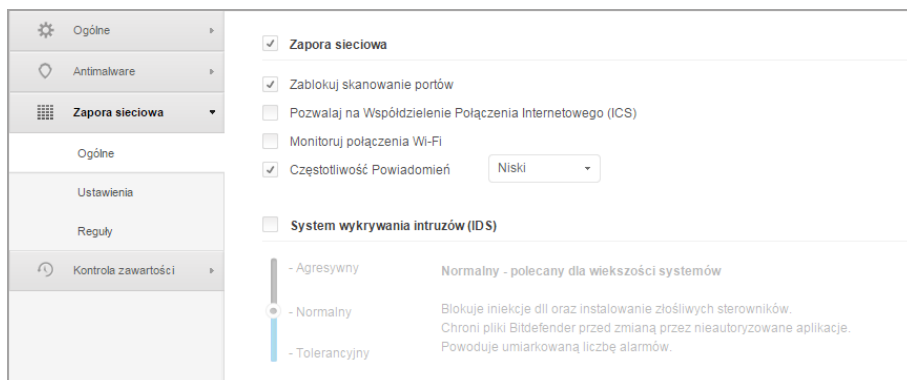 Ogólne
Antimalware
Zapora sieciowa
Ogólne
Ustawienia
Reguły
Kontrola zawartości
Zapora sieciowa
Zablokuj skanowanie portów
Pozwalaj na Współdzielenie Połączenia Internetowego (ICS)
Monitoruj połączenia Wi-Fi
Częstotliwość Powiadomień Niski
System wykrywania intruzów (IDS)
- Agresywny
- Normalny
- Tolerancyjny
Normalny - polecany dla wiekszości systemów
Blokuje iniekcje dll oraz instalowanie złośliwych sterowników.
Chroni pliki Bitdefender przed zmianą przez nieautoryzowane aplikacje.
Powoduje umiarkowaną liczbę alarmów.